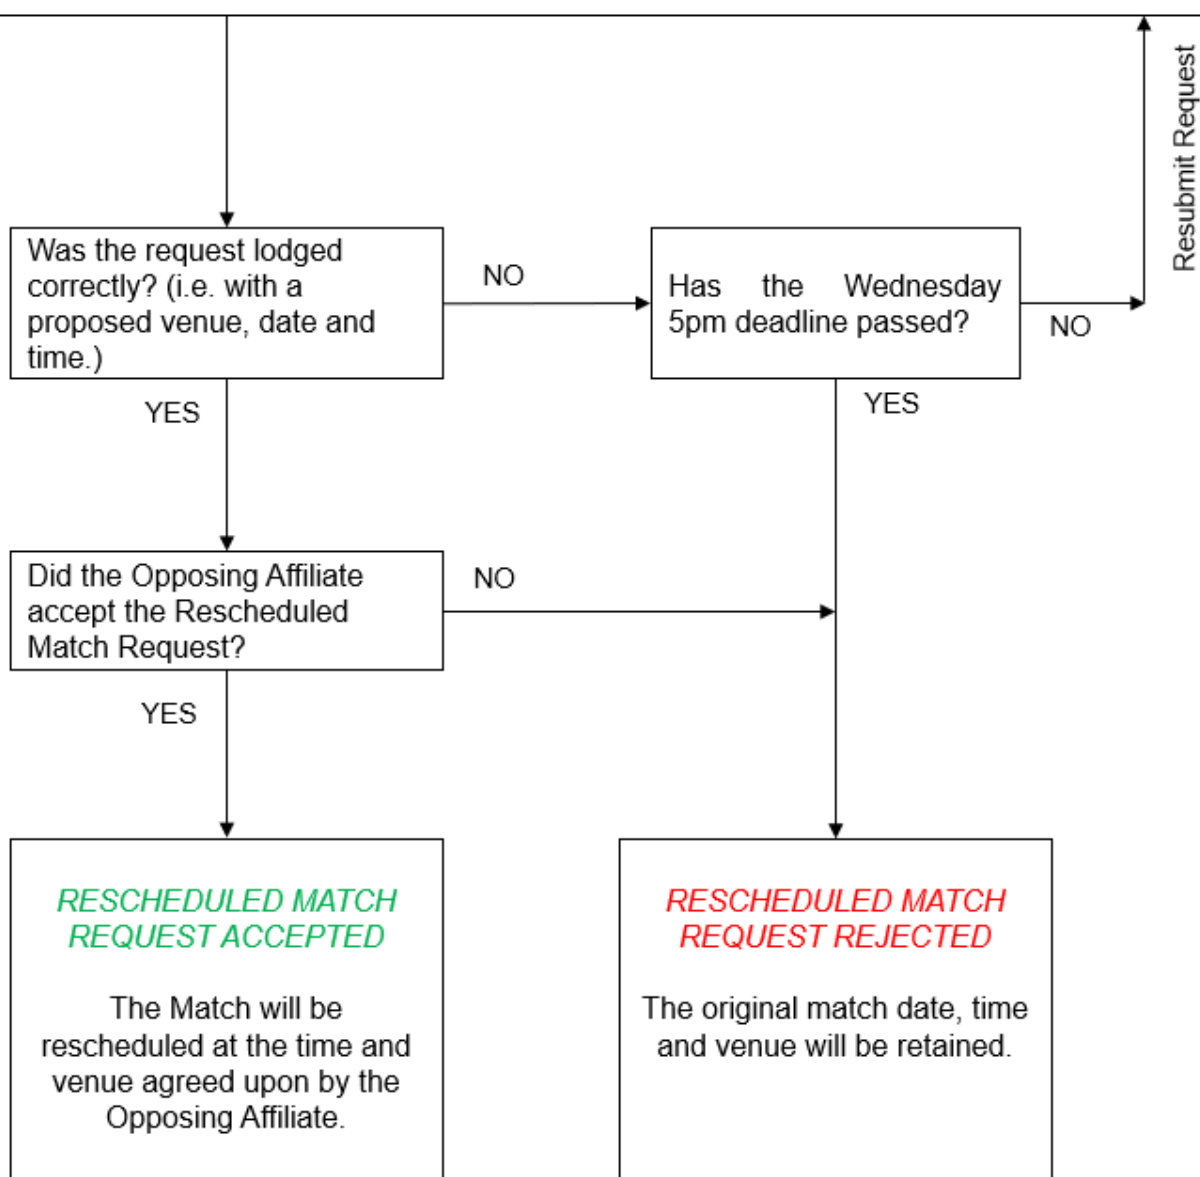 Resubmit Request
Was the request lodged
correctly? (i.e. with a
proposed venue, date and
time.)
NO
Has the Wednesday
5pm deadline passed?
NO
YES
YES
Did the Opposing Affiliate
accept the Rescheduled
Match Request?
NO
YES
RESCHEDULED MATCH
REQUEST ACCEPTED
The Match will be
rescheduled at the time and
venue agreed upon by the
Opposing Affiliate.
RESCHEDULED MATCH
REQUEST REJECTED
The original match date, time
and venue will be retained.